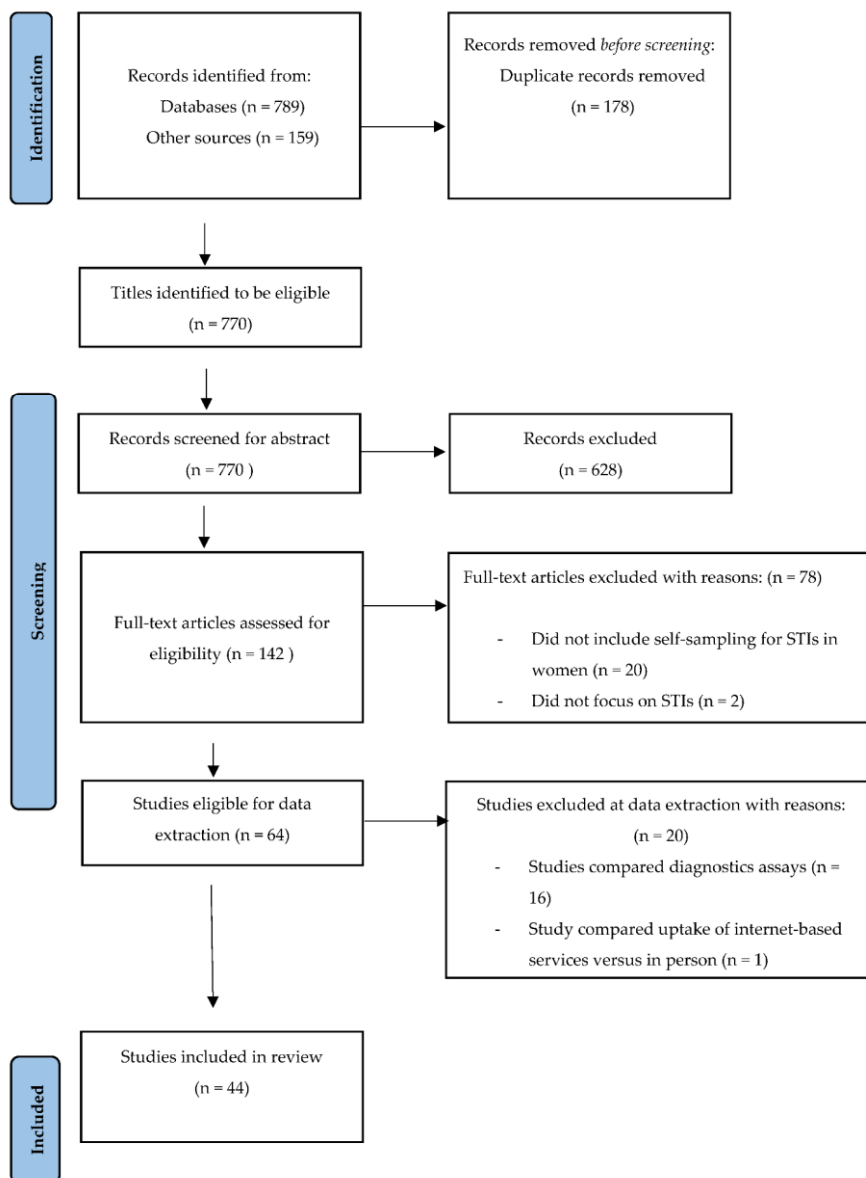 Identification
Records identified from:
Databases (n = 789)
Other sources (n = 159)
Records removed before screening:
Duplicate records removed
(n = 178)
Titles identified to be eligible
(n = 770)
Screening
Records screened for abstract
(n = 770 )
Records excluded
(n = 628)
Full-text articles assessed for
eligibility (n = 142 )
Full-text articles excluded with reasons: (n = 78)
- Did not include self-sampling for STIs in
women (n = 20)
- Did not focus on STIs (n = 2)
Studies eligible for data
extraction (n = 64)
Studies excluded at data extraction with reasons:
(n = 20)
- Studies compared diagnostics assays (n =
16)
- Study compared uptake of internet-based
services versus in person (n = 1)
Included
Studies included in review
(n = 44)